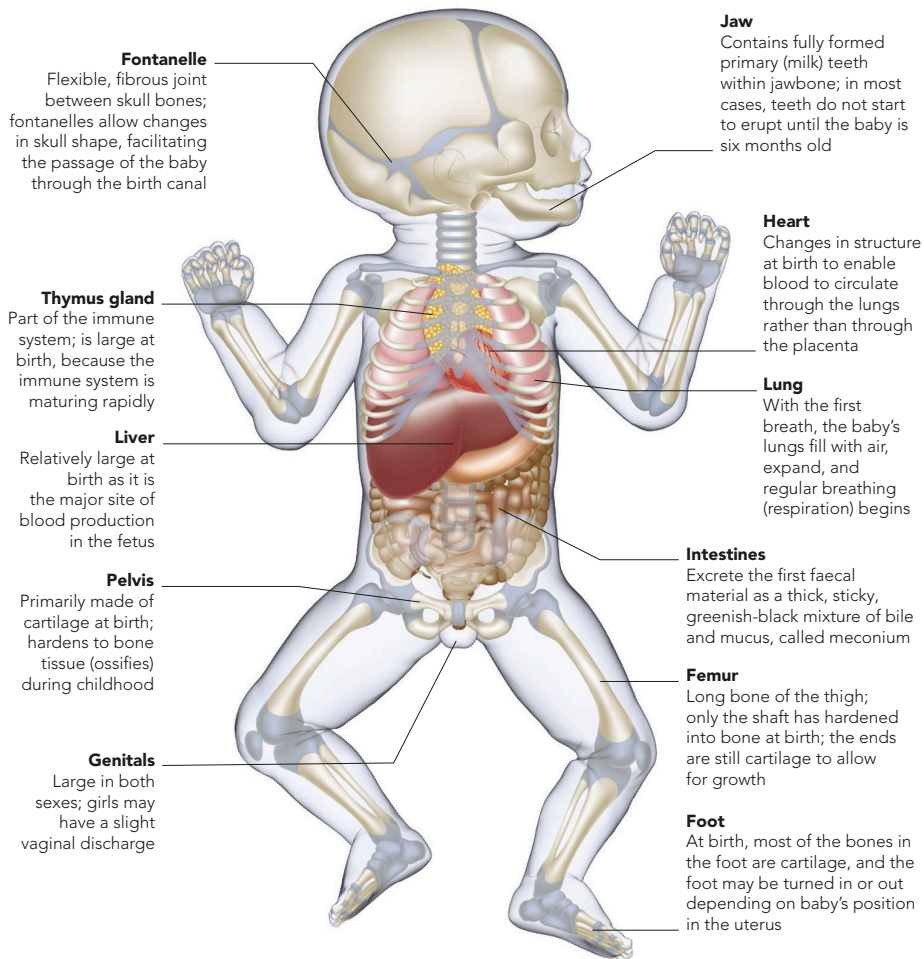 Fontanelle
Flexible, fibrous joint
between skull bones;
fontanelles allow changes
in skull shape, facilitating
the passage of the baby
through the birth canal
Thymus gland
Part of the immune
system; is large at
birth, because the
immune system is
maturing rapidly
Liver
Relatively large at
birth as it is
the major site of
blood production
in the fetus
Pelvis
Primarily made of
cartilage at birth;
hardens to bone
tissue (ossifies)
during childhood
Genitals
Large in both
sexes; girls may
have a slight
vaginal discharge
Jaw
Contains fully formed
primary (milk) teeth
within jawbone; in most
cases, teeth do not start
to erupt until the baby is
six months old
Heart
Changes in structure
at birth to enable
blood to circulate
through the lungs
rather than through
the placenta
Lung
With the first
breath, the baby's
lungs fill with air,
expand, and
regular breathing
(respiration) begins
Intestines
Excrete the first faecal
material as a thick, sticky,
greenish-black mixture of bile
and mucus, called meconium
Femur
Long bone of the thigh;
only the shaft has hardened
into bone at birth; the ends
are still cartilage to allow
for growth
Foot
At birth, most of the bones in
the foot are cartilage, and the
foot may be turned in or out
depending on baby's position
in the uterus